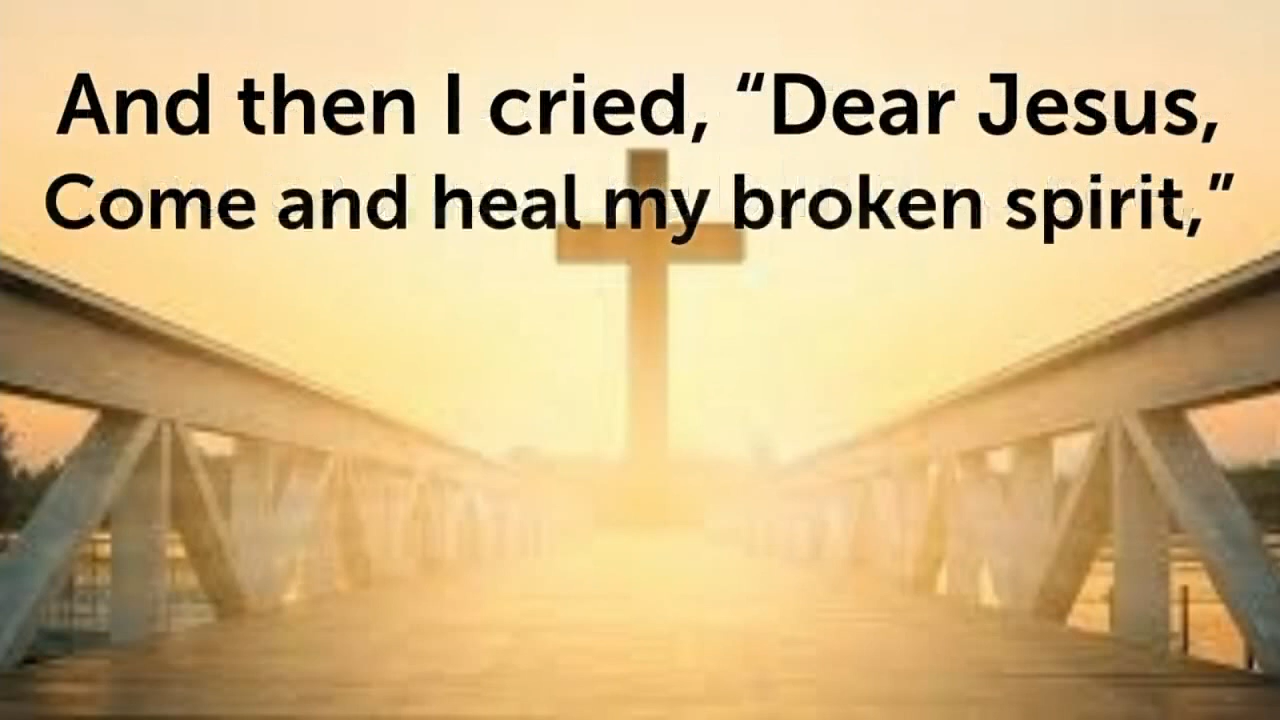 And then I cried, “Dear Jesus,
Come and heal my broken spirit,”